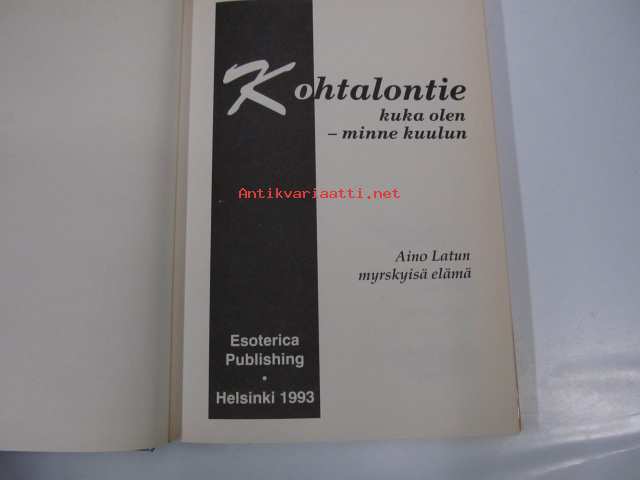 Kohtalontie
kuka olen
– minne kuulun
Antikvariaatti.net
Aino Latun
myrskyisä elämä
Esoterica
Publishing
•
Helsinki 1993